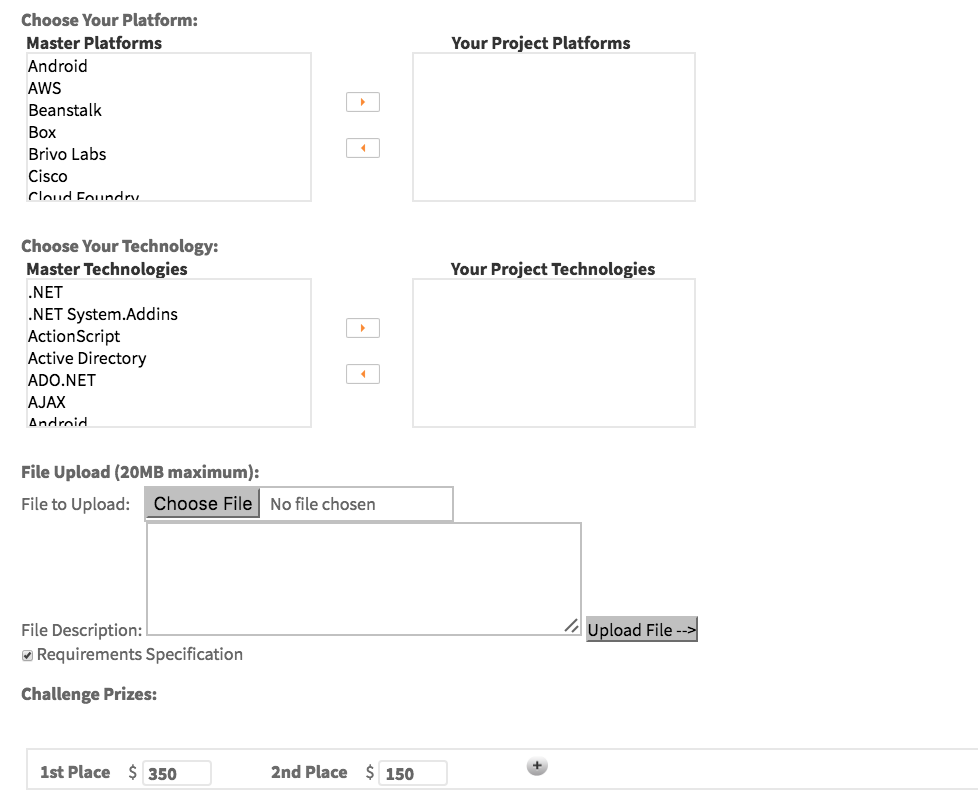 Choose Your Platform:
Master Platforms Your Project Platforms
Android
AWS
Beanstalk
Box
Brivo Labs
Cisco
Cloud Foundry
Choose Your Technology:
Master Technologies Your Project Technologies
.NET
.NET System.Addins
ActionScript
Active Directory
ADO.NET
AJAX
Android
File Upload (20MB maximum):
File to Upload: Choose File No file chosen
File Description: Upload File -->
Requirements Specification
Challenge Prizes:
1st Place $ 350 2nd Place $ 150 +